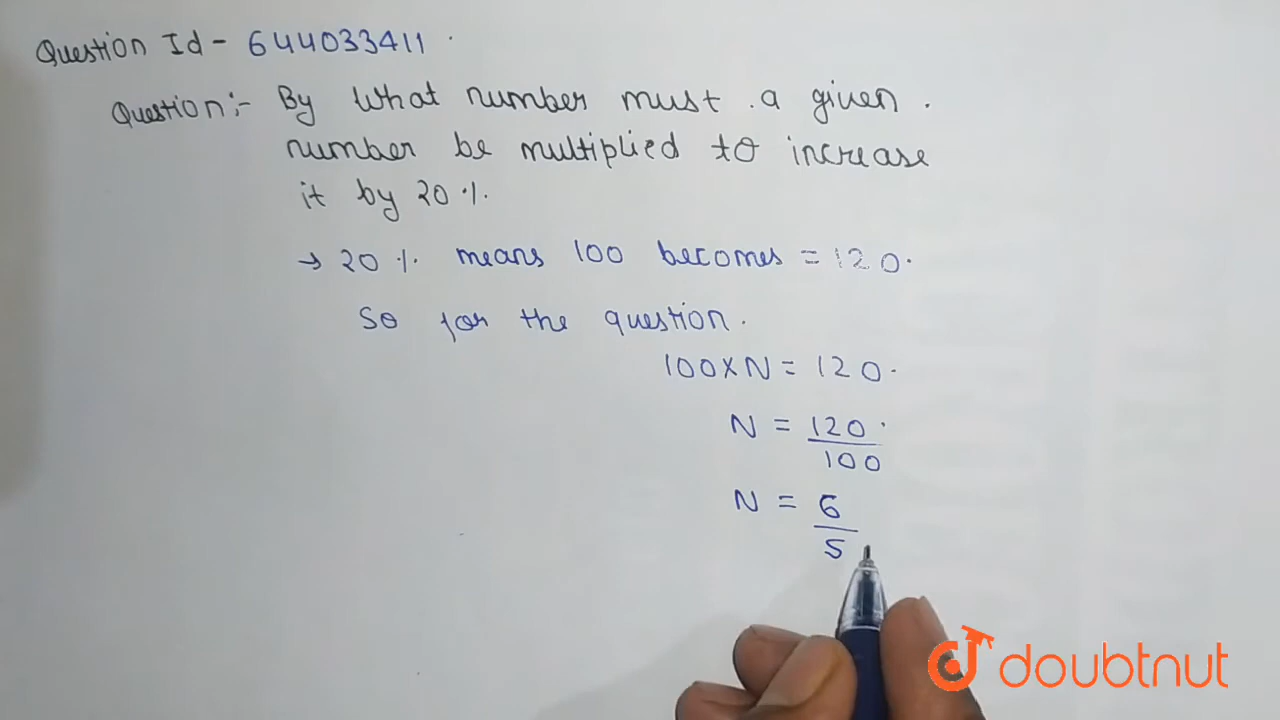 Question Id - 644033411
Question:- By what number must a given
number be multiplied to increase
it by 20 %.
→ 20 % means 100 becomes = 120.
So for the question.
100 x N = 120.
N = 120
100
N = 6
5
doubtnut